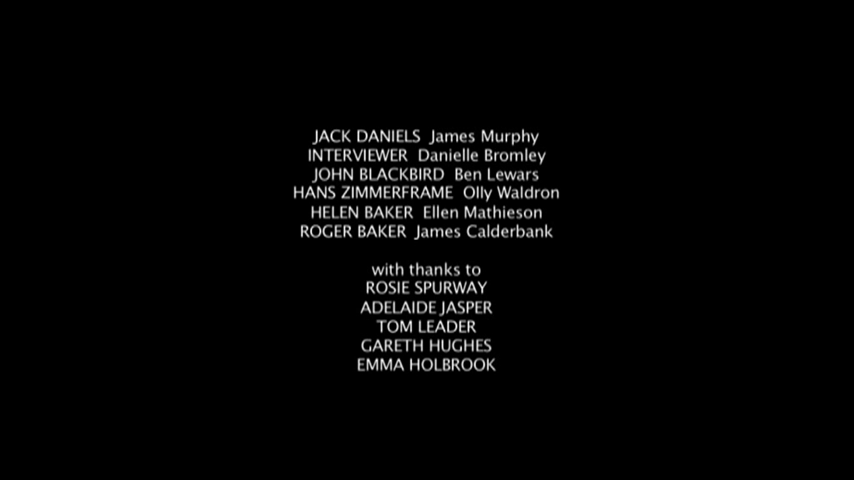 JACK DANIELS James Murphy
INTERVIEWER Danielle Bromley
JOHN BLACKBIRD Ben Lewars
HANS ZIMMERFRAME Olly Waldron
HELEN BAKER Ellen Mathieson
ROGER BAKER James Calderbank
with thanks to
ROSIE SPURWAY
ADELAIDE JASPER
TOM LEADER
GARETH HUGHES
EMMA HOLBROOK